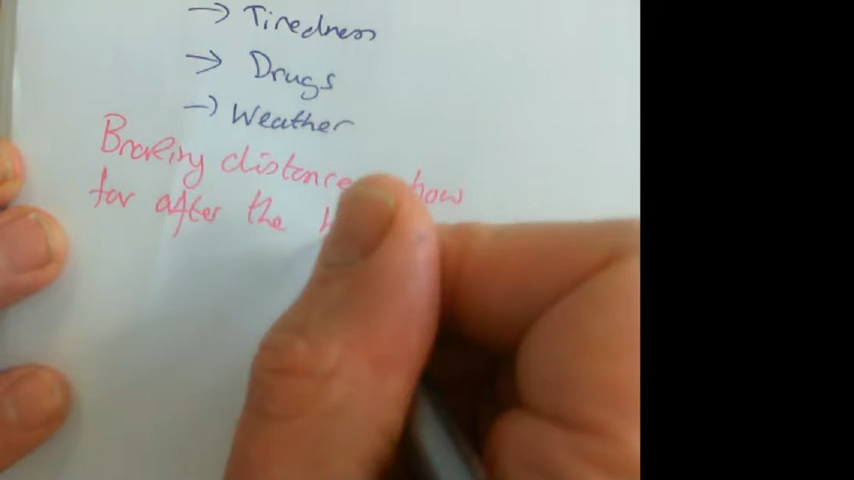 → Tiredness
→ Drugs
→ Weather
Braking distance how
far after the